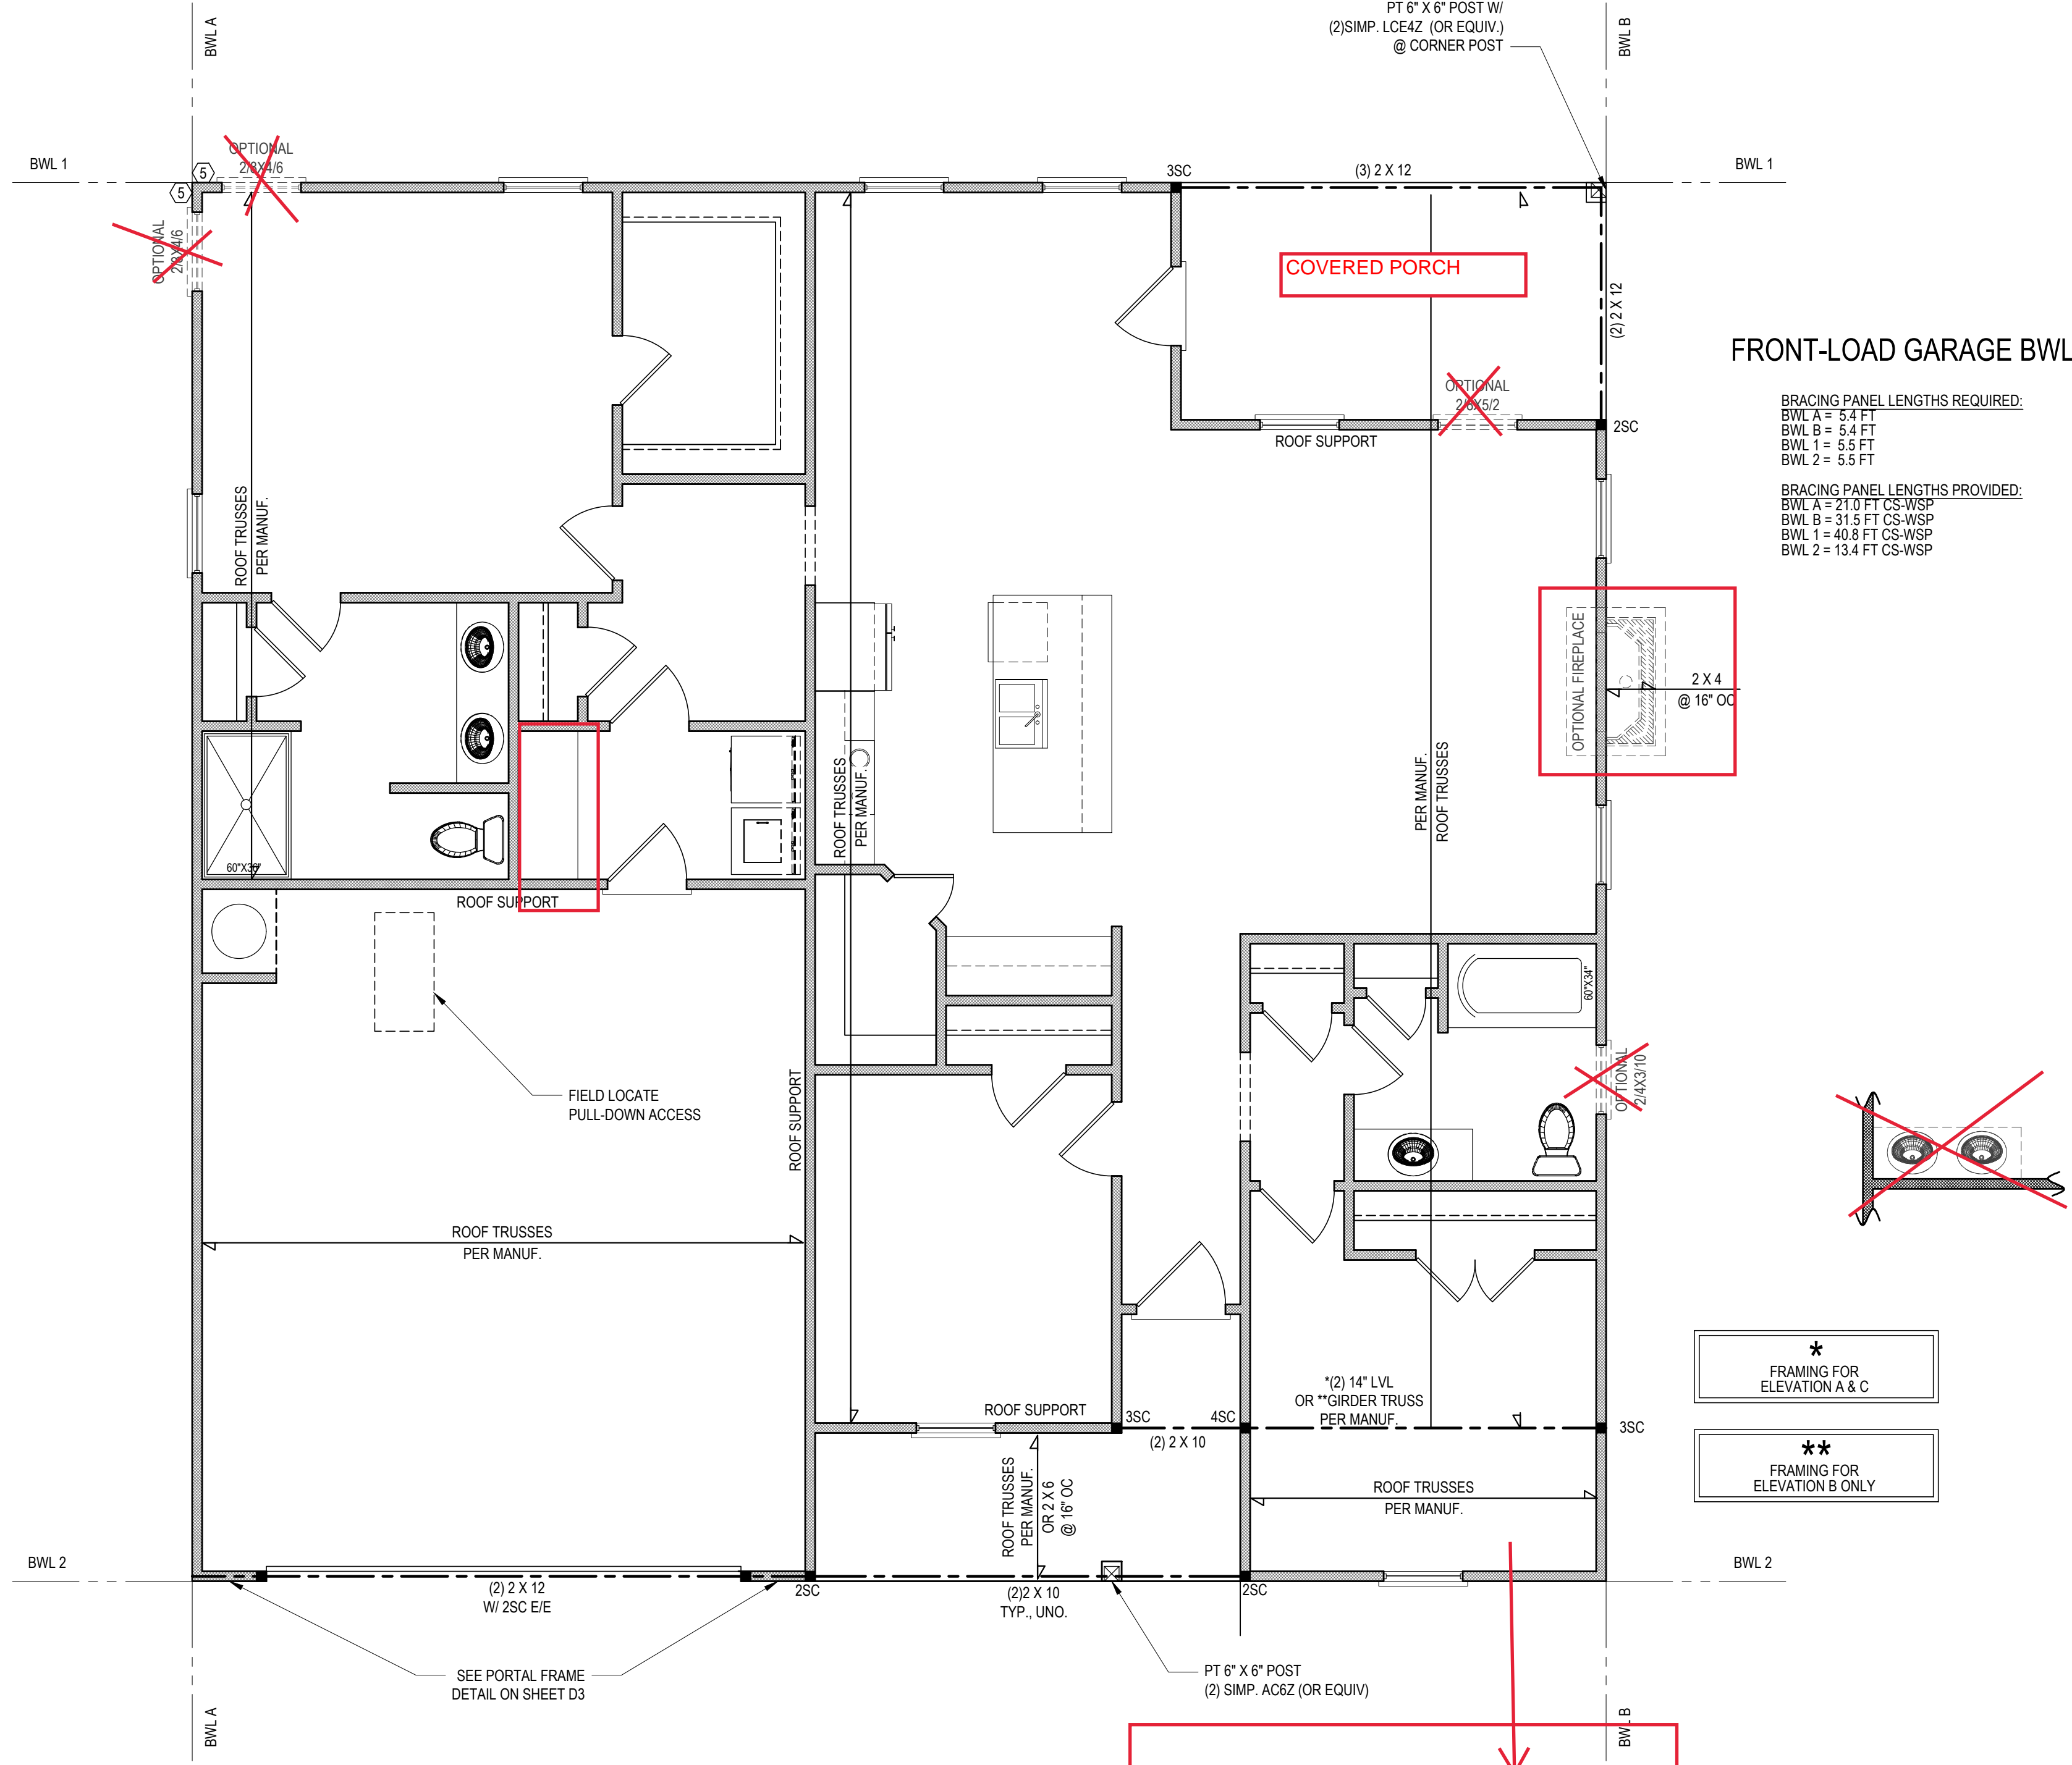 BWL A
PT 6" X 6" POST W/
(2)SIMP. LCE4Z (OR EQUIV.)
@ CORNER POST
BWL B
BWL 1
5
5
OPTIONAL
2/8X4/6
3SC
(3) 2 X 12
BWL 1
OPTIONAL
2/8X4/6
COVERED PORCH
(2) 2 X 12
FRONT-LOAD GARAGE BWL
OPTIONAL
2/6X5/2
ROOF SUPPORT
2SC
BRACING PANEL LENGTHS REQUIRED:
BWL A = 5.4 FT
BWL B = 5.4 FT
BWL 1 = 5.5 FT
BWL 2 = 5.5 FT
BRACING PANEL LENGTHS PROVIDED:
BWL A = 21.0 FT CS-WSP
BWL B = 31.5 FT CS-WSP
BWL 1 = 40.8 FT CS-WSP
BWL 2 = 13.4 FT CS-WSP
ROOF TRUSSES
PER MANUF.
OPTIONAL FIREPLACE
2 X 4
@ 16" OC
ROOF TRUSSES
PER MANUF.
PER MANUF.
ROOF TRUSSES
60"X36"
ROOF SUPPORT
60"X34"
FIELD LOCATE
PULL-DOWN ACCESS
ROOF SUPPORT
OPTIONAL
2/4X3/10
ROOF TRUSSES
PER MANUF.
*
FRAMING FOR
ELEVATION A & C
*(2) 14" LVL
OR **GIRDER TRUSS
PER MANUF.
ROOF SUPPORT
3SC
4SC
(2) 2 X 10
3SC
**
FRAMING FOR
ELEVATION B ONLY
ROOF TRUSSES
PER MANUF.
OR 2 X 6
@ 16" OC
ROOF TRUSSES
PER MANUF.
BWL 2
BWL 2
(2) 2 X 12
W/ 2SC E/E
2SC
(2)2 X 10
TYP., UNO.
2SC
SEE PORTAL FRAME
DETAIL ON SHEET D3
PT 6" X 6" POST
(2) SIMP. AC6Z (OR EQUIV)
BWL A
BWL B